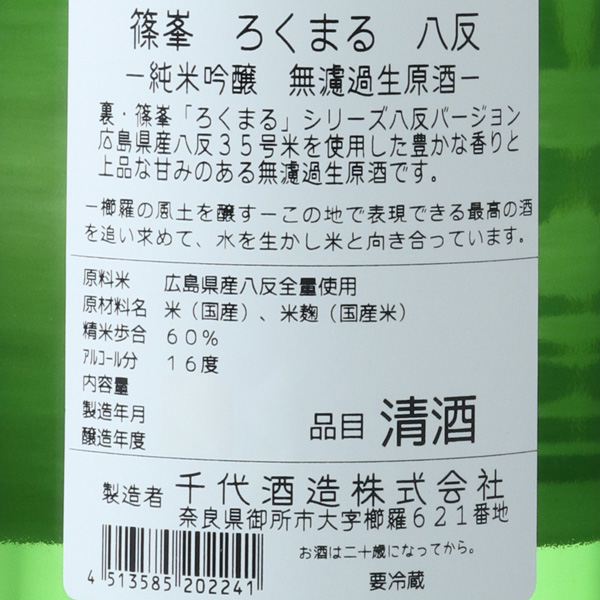 篠峯 ろくまる 八反
－純米吟醸 無濾過生原酒－
裏・篠峯「ろくまる」シリーズ八反バージョン
広島県産八反35号米を使用した豊かな香りと
上品な甘みのある無濾過生原酒です。
－櫛羅の風土を醸す－この地で表現できる最高の酒
を追い求めて、水を生かし米と向き合っています。
原料米 広島県産八反全量使用
原材料名 米（国産）、米麹（国産米）
精米歩合 60％
アルコール分 16度
内容量
製造年月
醸造年度
品目 清酒
製造者 千代酒造株式会社
奈良県御所市大字櫛羅621番地
お酒は二十歳になってから。
要冷蔵
4 513585 202241